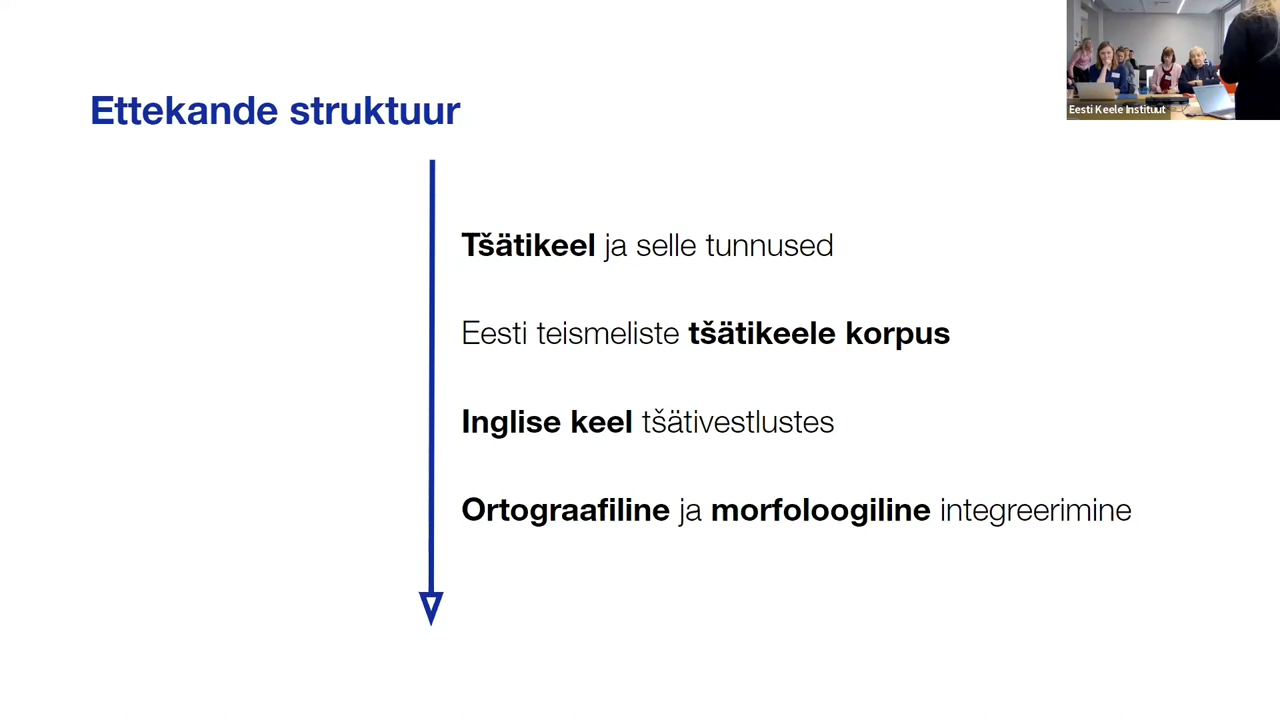 Ettekande struktuur
Eesti Keele Instituut
Tšätikeel ja selle tunnused
Eesti teismeliste tšätikeele korpus
Inglise keel tšätivestlustes
Ortograafiline ja morfoloogiline integreerimine